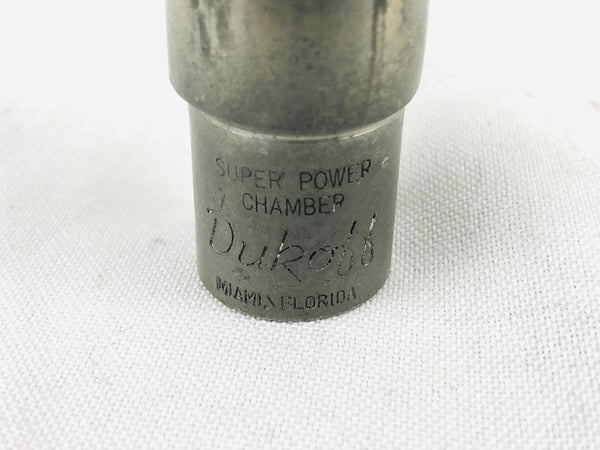 SUPER POWER
CHAMBER
Dukoff
MIAMI, FLORIDA